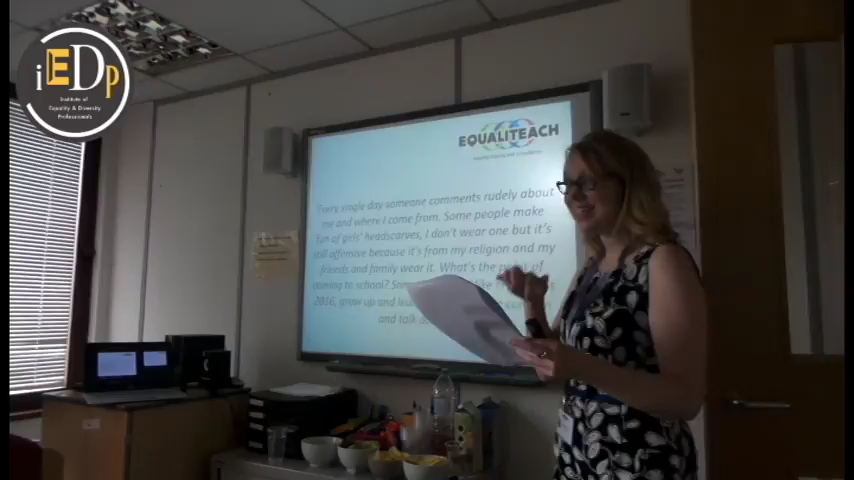 iEDp
Institute of
Equality & Diversity
Professionals
EQUALITEACH
Every single day someone comments rudely about
me and where I come from. Some people make
fun of girls' headscarves, I don't wear one but it's
still offensive because it's from my religion and my
friends and family wear it. What's the point of
coming to school?
2016, grow up and
and talk